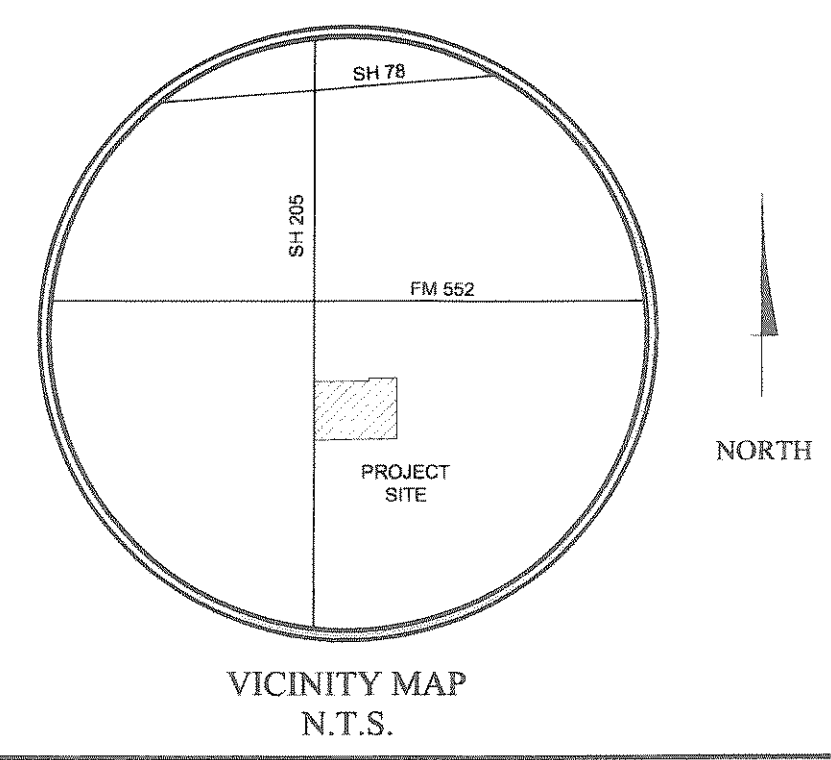 SH 78
SH 205
FM 552
PROJECT
SITE
NORTH
VICINITY MAP
N.T.S.